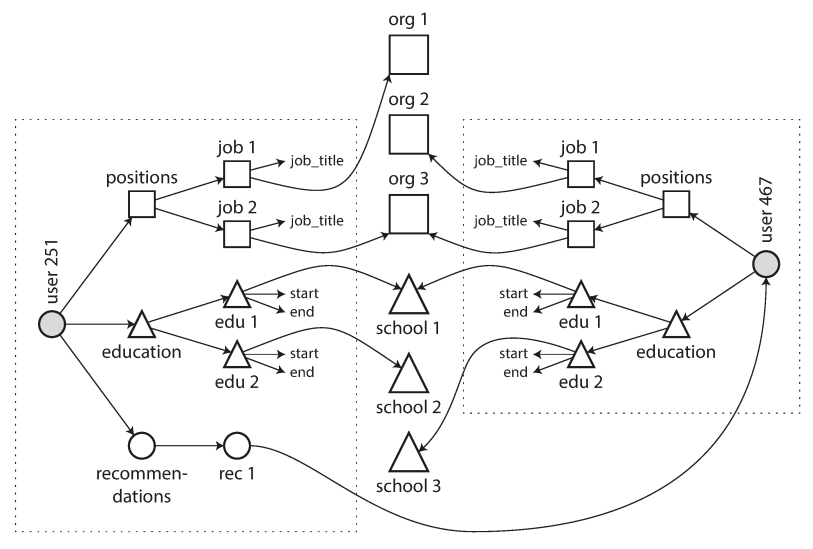 org 1
org 2
org 3
school 1
school 2
school 3
user 251
positions
job 1
job_title
job 2
job_title
education
edu 1
start
end
edu 2
start
end
recommen-
dations
rec 1
user 467
positions
job 1
job_title
job 2
job_title
education
edu 1
start
end
edu 2
start
end